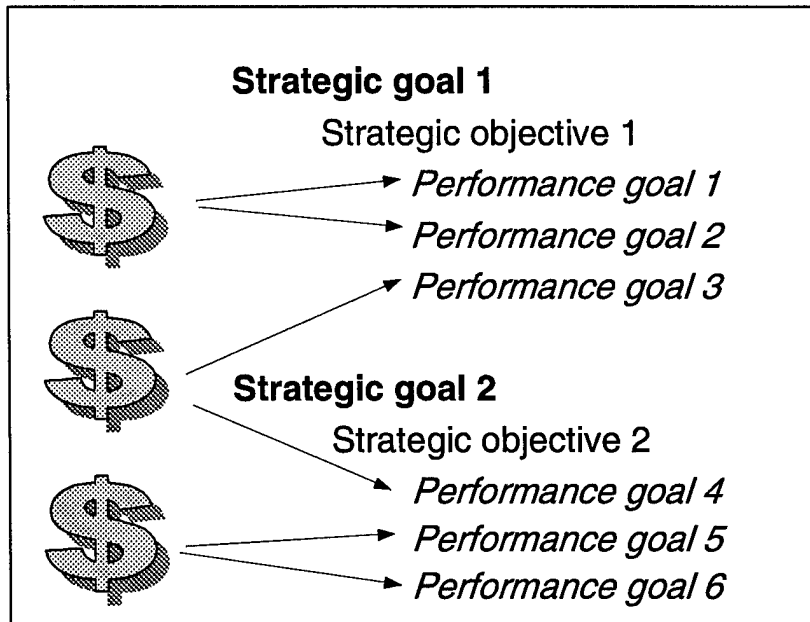 Strategic goal 1
Strategic objective 1
Performance goal 1
Performance goal 2
Performance goal 3
Strategic goal 2
Strategic objective 2
Performance goal 4
Performance goal 5
Performance goal 6